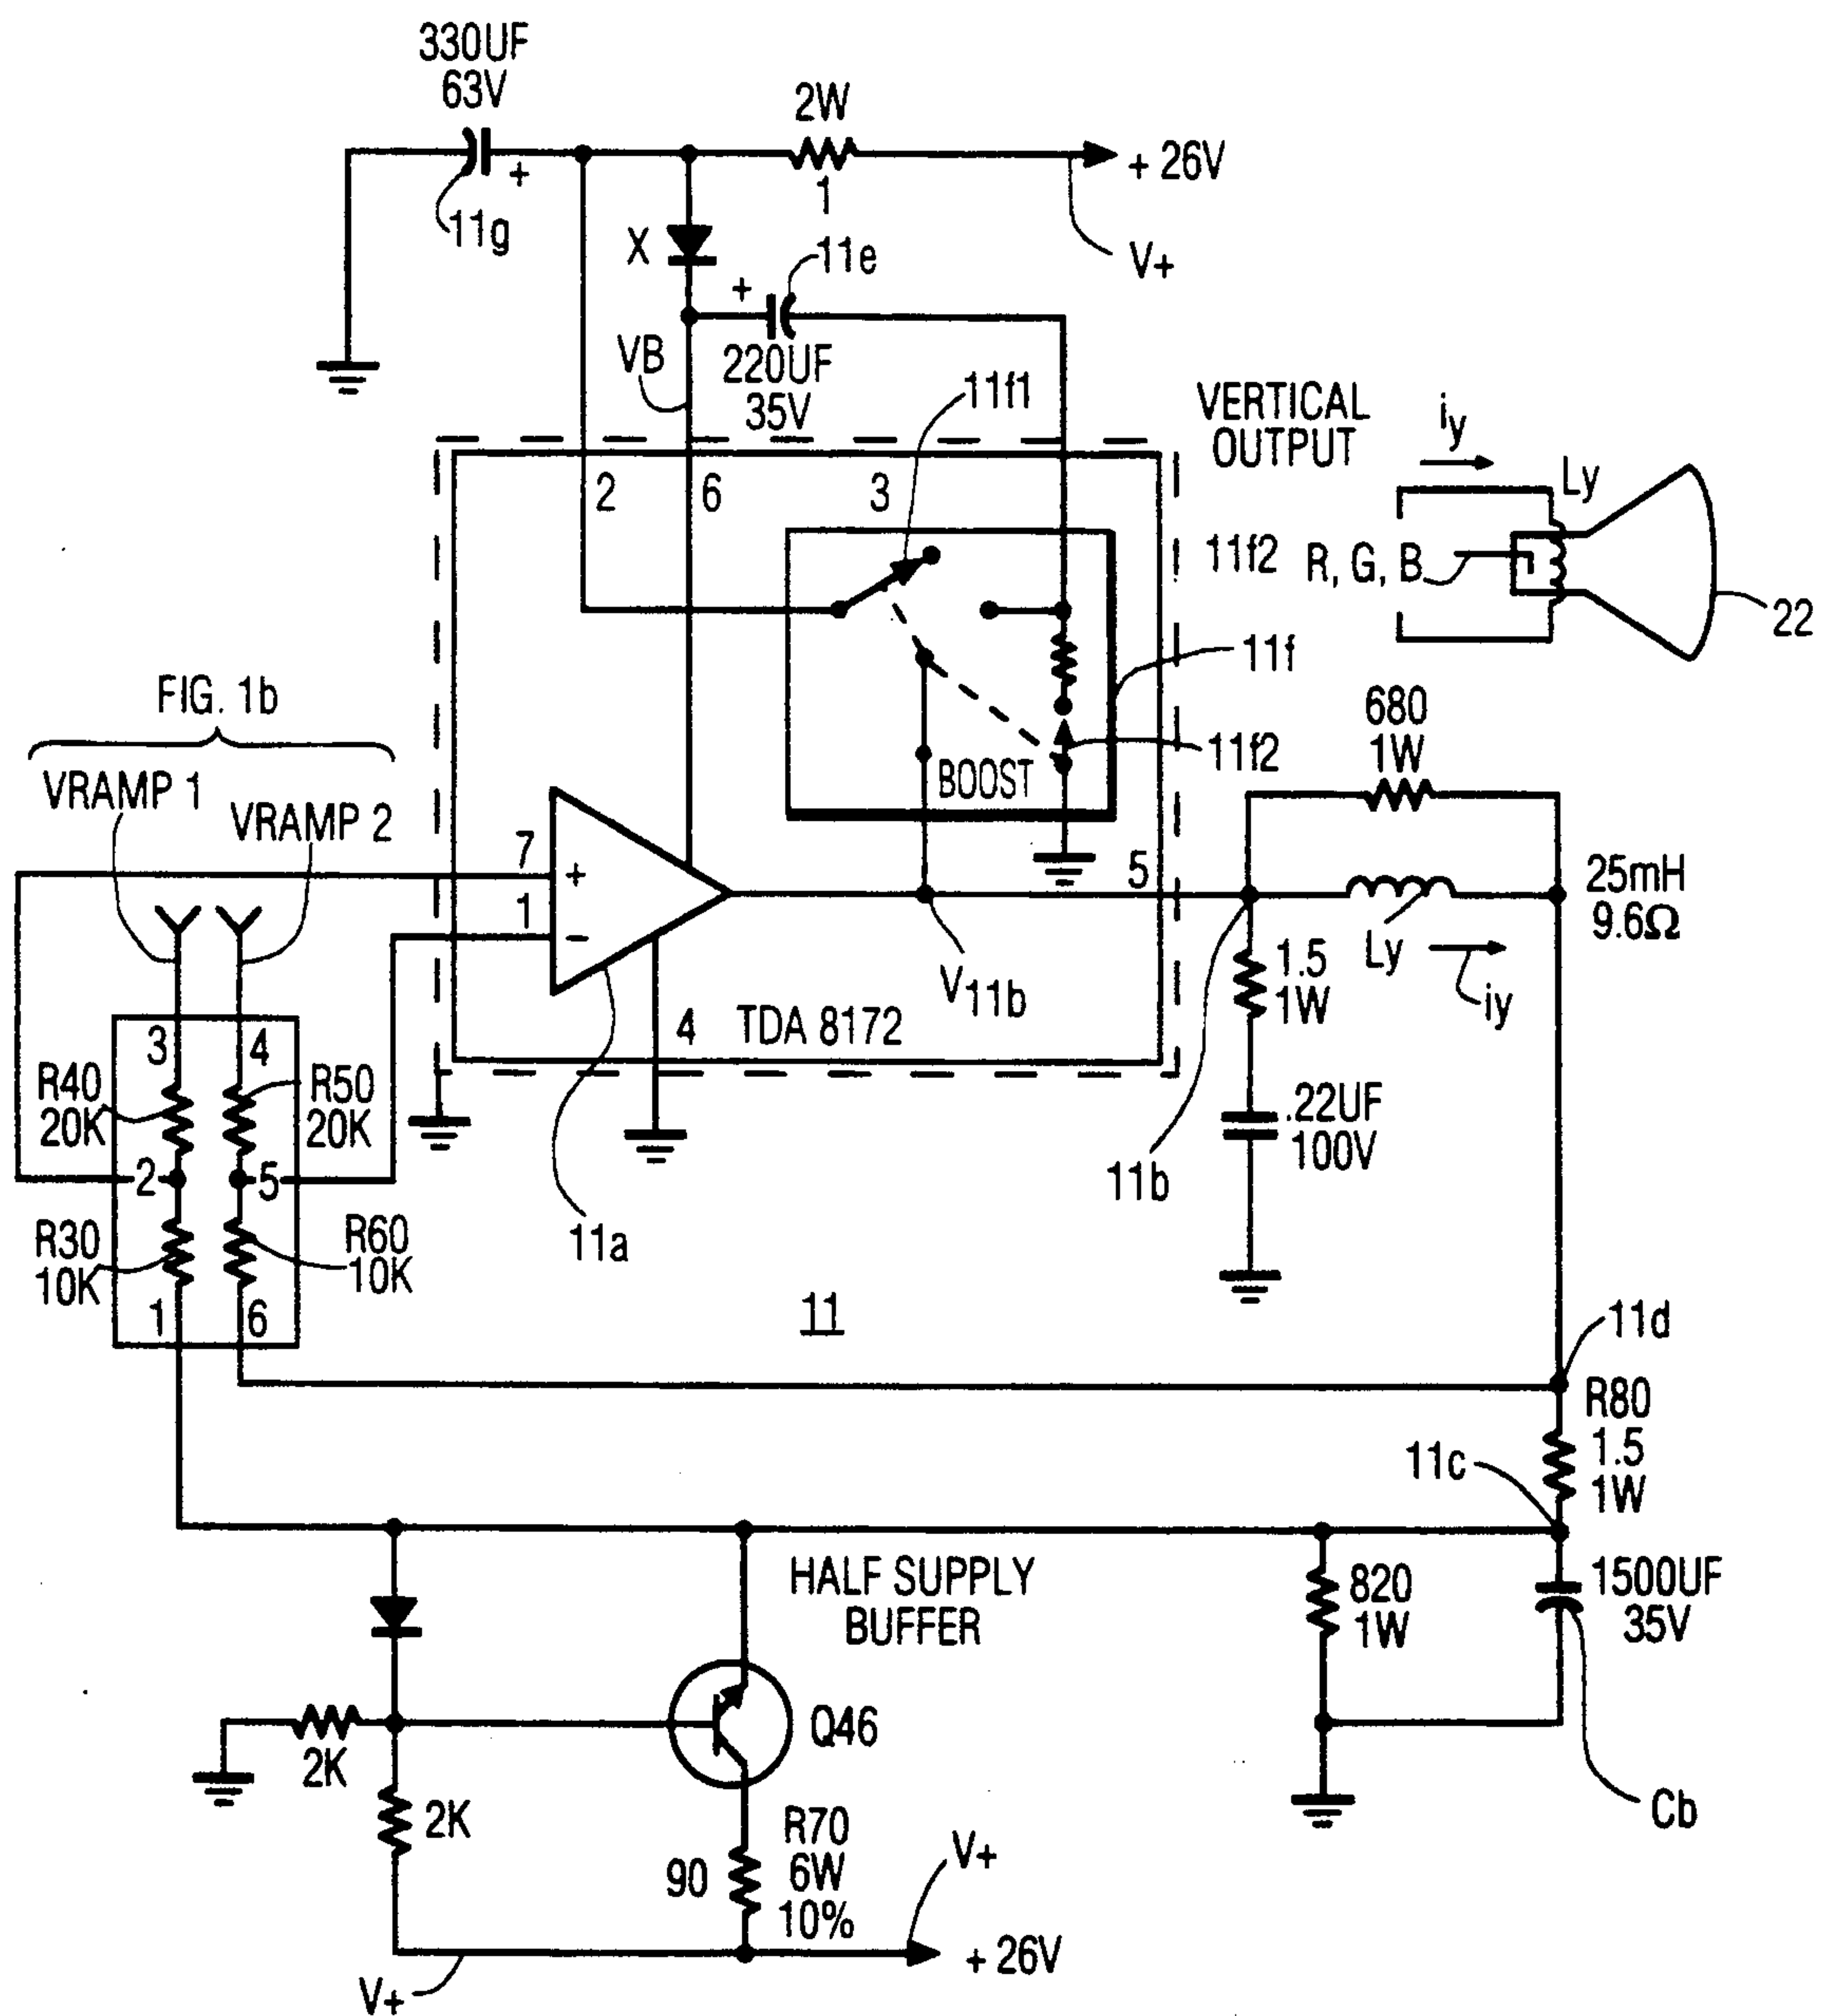 330UF
63V
2W
+ 26V
+
1
11g
X
11e
V+
+
VB
220UF
35V
11f1
VERTICAL
OUTPUT
iy
Ly
2
6
3
11f2
R, G, B
22
11f
FIG. 1b
680
1W
11f2
VRAMP 1
BOOST
VRAMP 2
7
+
5
25mH
9.6Ω
1
-
Ly
iy
V11b
1.5
1W
TDA 8172
4
3
4
R40
20K
R50
20K
.22UF
100V
2
5
11b
11a
R30
10K
R60
10K
1
6
11
11d
R80
1.5
1W
11c
HALF SUPPLY
BUFFER
820
1W
1500UF
35V
Q46
2K
2K
Cb
R70
6W
10%
90
V+
+ 26V
V+